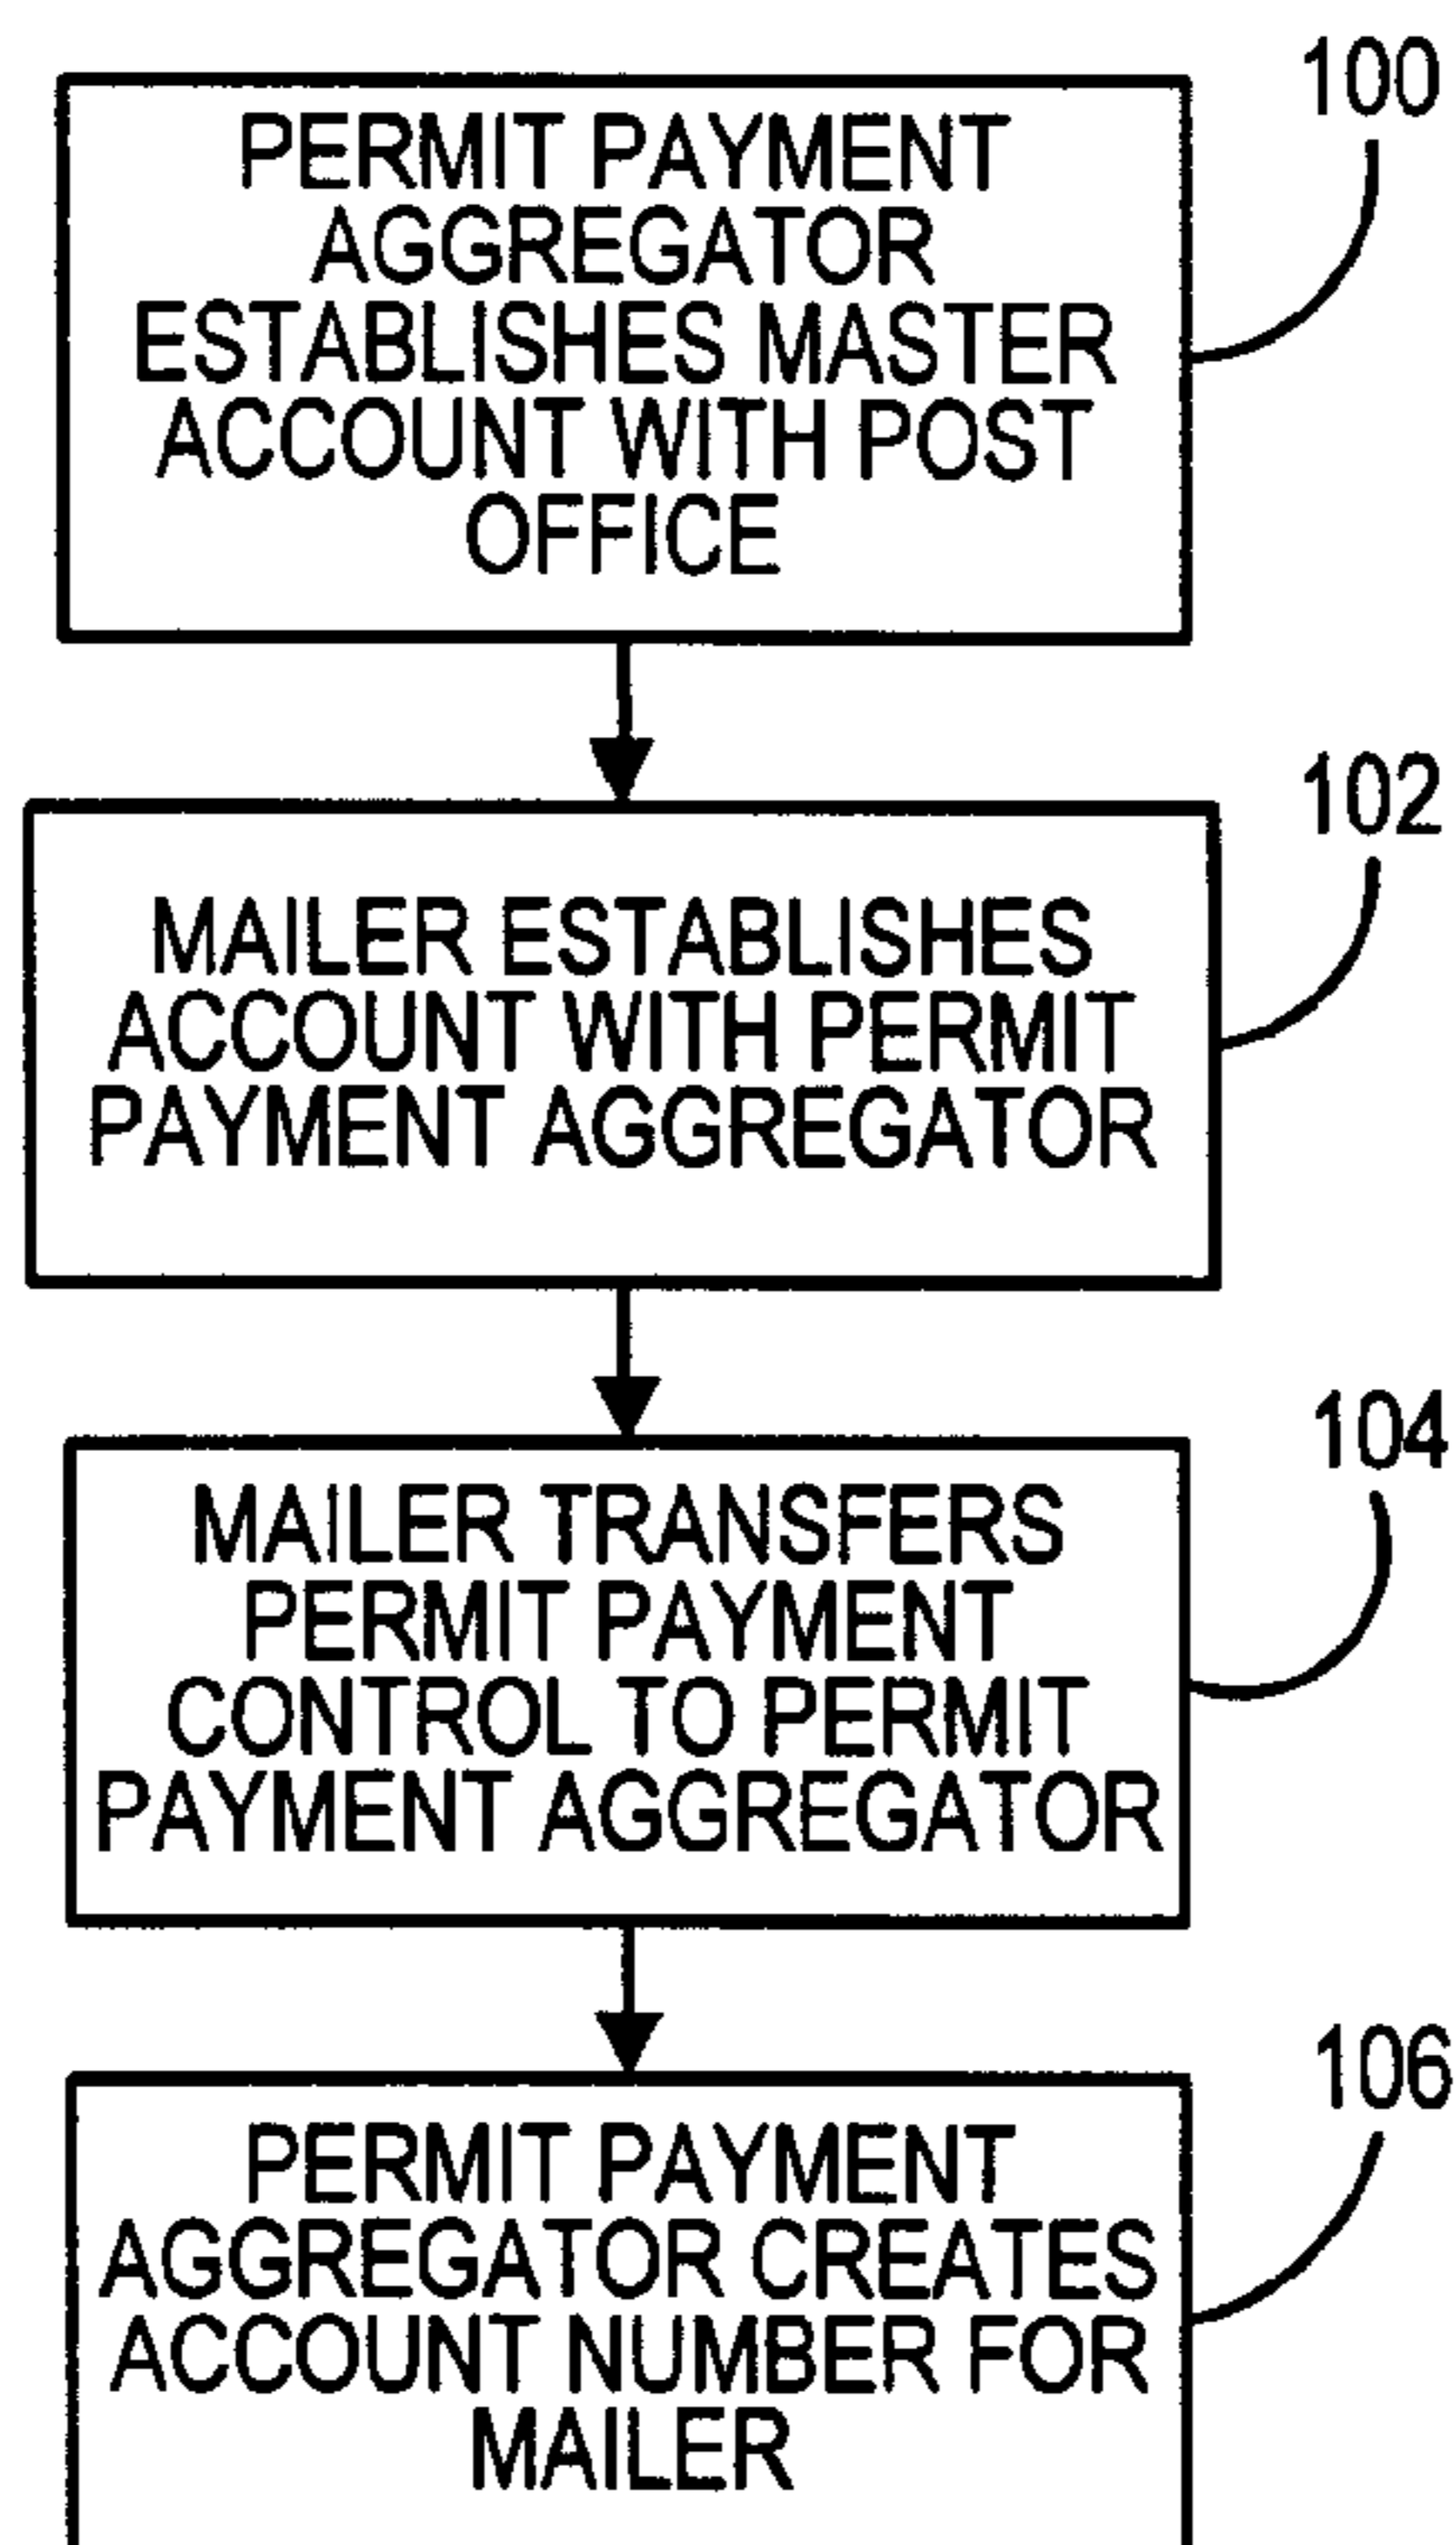 100
PERMIT PAYMENT
AGGREGATOR
ESTABLISHES MASTER
ACCOUNT WITH POST
OFFICE
102
MAILER ESTABLISHES
ACCOUNT WITH PERMIT
PAYMENT AGGREGATOR
104
MAILER TRANSFERS
PERMIT PAYMENT
CONTROL TO PERMIT
PAYMENT AGGREGATOR
106
PERMIT PAYMENT
AGGREGATOR CREATES
ACCOUNT NUMBER FOR
MAILER